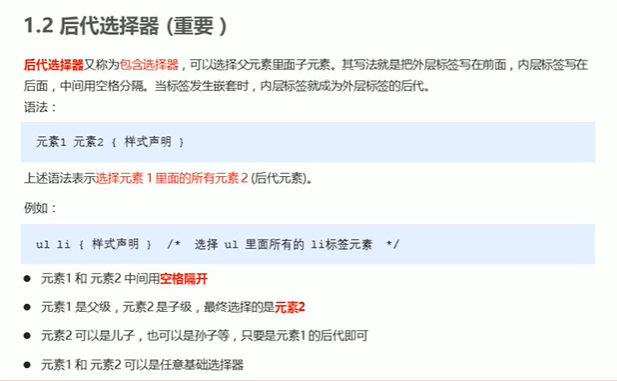 1.2 后代选择器 (重要)
后代选择器又称为包含选择器，可以选择父元素里面子元素。其写法就是把外层标签写在前面，内层标签写在
后面，中间用空格分隔。当标签发生嵌套时，内层标签就成为外层标签的后代。
语法：
元素1 元素2 { 样式声明 }
上述语法表示选择元素 1 里面的所有元素 2 (后代元素)。
例如：
ul li { 样式声明 } /* 选择 ul 里面所有的 li标签元素 */
● 元素1 和 元素2 中间用空格隔开
● 元素1 是父级，元素2 是子级，最终选择的是元素2
● 元素2 可以是儿子，也可以是孙子等，只要是元素1 的后代即可
● 元素1 和 元素2 可以是任意基础选择器